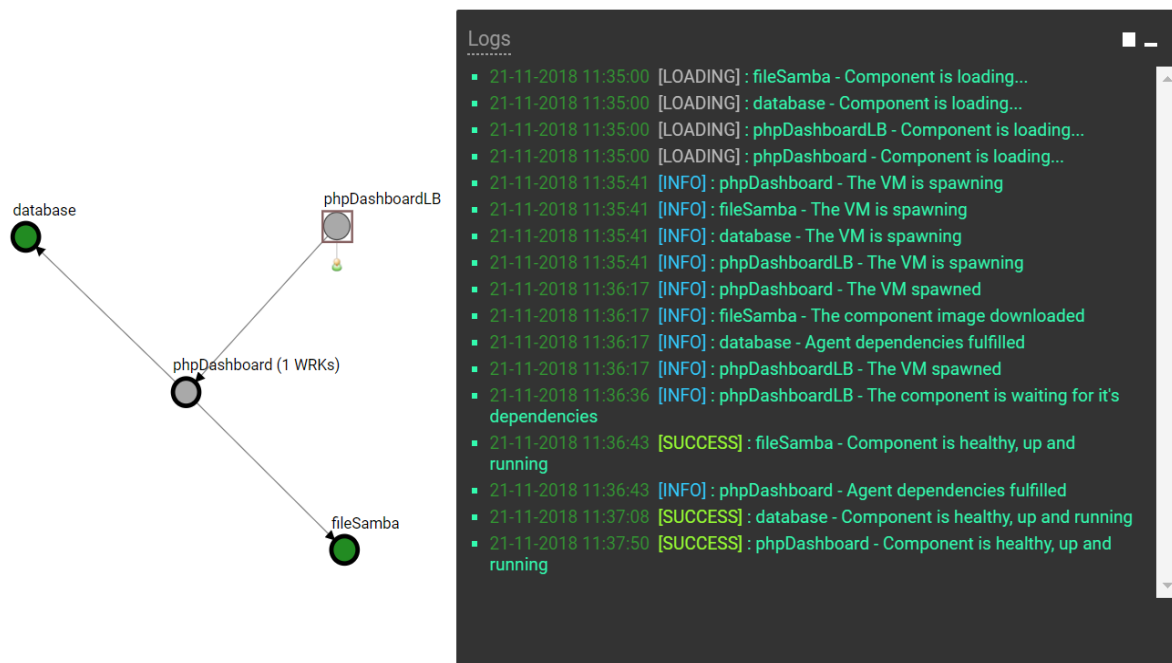 database
phpDashboardLB
phpDashboard (1 WRKs)
fileSamba
Logs
21-11-2018 11:35:00 [LOADING] : fileSamba - Component is loading...
21-11-2018 11:35:00 [LOADING] : database - Component is loading...
21-11-2018 11:35:00 [LOADING] : phpDashboardLB - Component is loading...
21-11-2018 11:35:00 [LOADING] : phpDashboard - Component is loading...
21-11-2018 11:35:41 [INFO] : phpDashboard - The VM is spawning
21-11-2018 11:35:41 [INFO] : fileSamba - The VM is spawning
21-11-2018 11:35:41 [INFO] : database - The VM is spawning
21-11-2018 11:35:41 [INFO] : phpDashboardLB - The VM is spawning
21-11-2018 11:36:17 [INFO] : phpDashboard - The VM spawned
21-11-2018 11:36:17 [INFO] : fileSamba - The component image downloaded
21-11-2018 11:36:17 [INFO] : database - Agent dependencies fulfilled
21-11-2018 11:36:17 [INFO] : phpDashboardLB - The VM spawned
21-11-2018 11:36:36 [INFO] : phpDashboardLB - The component is waiting for it's
dependencies
21-11-2018 11:36:43 [SUCCESS] : fileSamba - Component is healthy, up and
running
21-11-2018 11:36:43 [INFO] : phpDashboard - Agent dependencies fulfilled
21-11-2018 11:37:08 [SUCCESS] : database - Component is healthy, up and running
21-11-2018 11:37:50 [SUCCESS] : phpDashboard - Component is healthy, up and
running